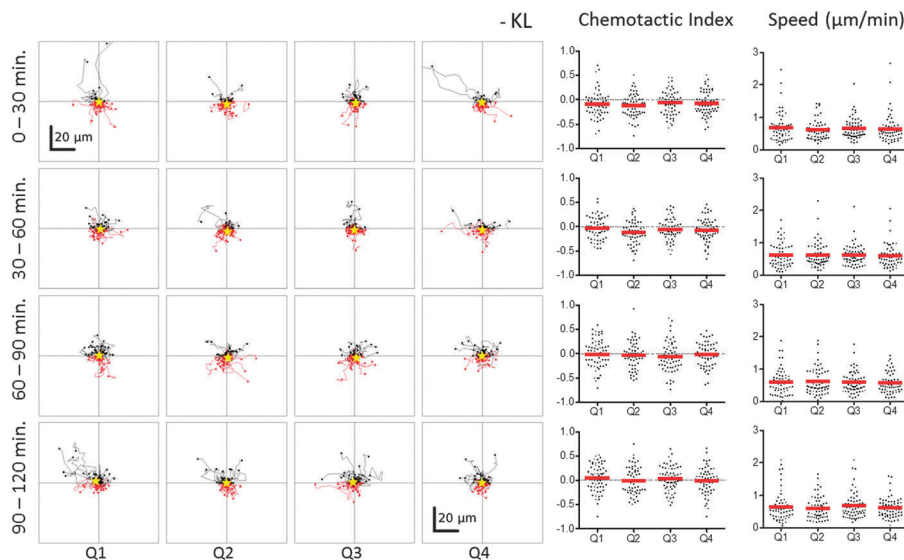 - KL
Chemotactic Index
Speed (µm/min)
0 – 30 min.
20 µm
1.0
0.5
0.0
-0.5
-1.0
Q1 Q2 Q3 Q4
3
2
1
0
Q1 Q2 Q3 Q4
30 – 60 min.
1.0
0.5
0.0
-0.5
-1.0
Q1 Q2 Q3 Q4
3
2
1
0
Q1 Q2 Q3 Q4
60 – 90 min.
1.0
0.5
0.0
-0.5
-1.0
Q1 Q2 Q3 Q4
3
2
1
0
Q1 Q2 Q3 Q4
90 – 120 min.
20 µm
Q1 Q2 Q3 Q4
1.0
0.5
0.0
-0.5
-1.0
Q1 Q2 Q3 Q4
3
2
1
0
Q1 Q2 Q3 Q4